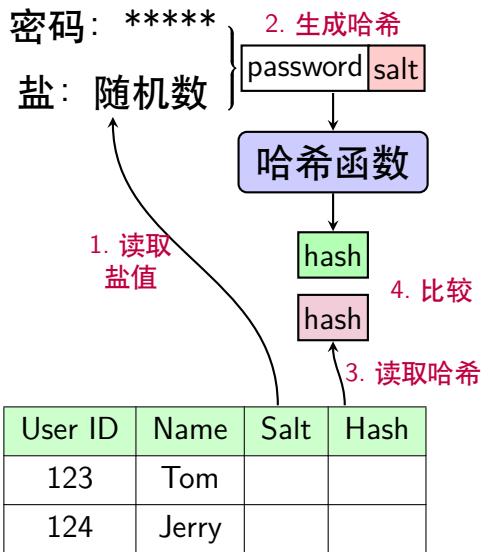 密码: *****
盐: 随机数
2. 生成哈希
password salt
哈希函数
hash
1. 读取
盐值
4. 比较
hash
3. 读取哈希
User ID Name Salt Hash
123 Tom
124 Jerry